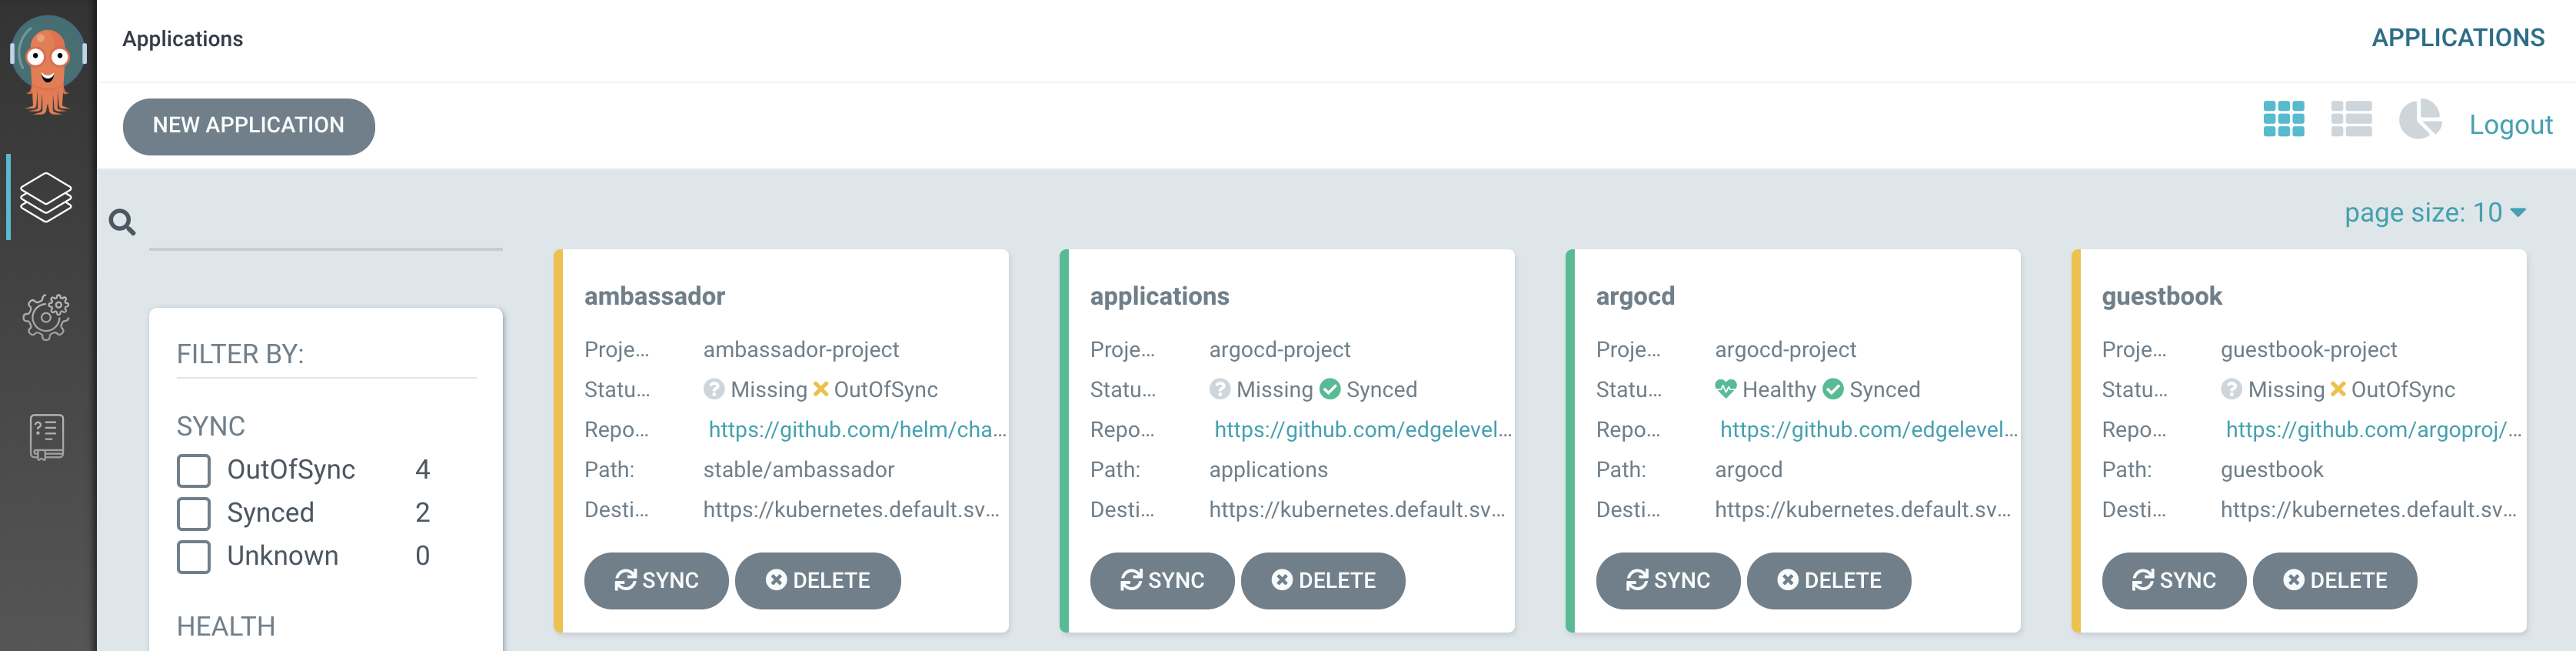 Applications
APPLICATIONS
NEW APPLICATION
Logout
page size: 10
FILTER BY:
SYNC
OutOfSync 4
Synced 2
Unknown 0
HEALTH
ambassador
Proje... ambassador-project
Statu... Missing OutOfSync
Repo... https://github.com/helm/cha...
Path: stable/ambassador
Desti... https://kubernetes.default.sv...
SYNC DELETE
applications
Proje... argocd-project
Statu... Missing Synced
Repo... https://github.com/edgelevel...
Path: applications
Desti... https://kubernetes.default.sv...
SYNC DELETE
argocd
Proje... argocd-project
Statu... Healthy Synced
Repo... https://github.com/edgelevel...
Path: argocd
Desti... https://kubernetes.default.sv...
SYNC DELETE
guestbook
Proje... guestbook-project
Statu... Missing OutOfSync
Repo... https://github.com/argoproj/...
Path: guestbook
Desti... https://kubernetes.default.sv...
SYNC DELETE